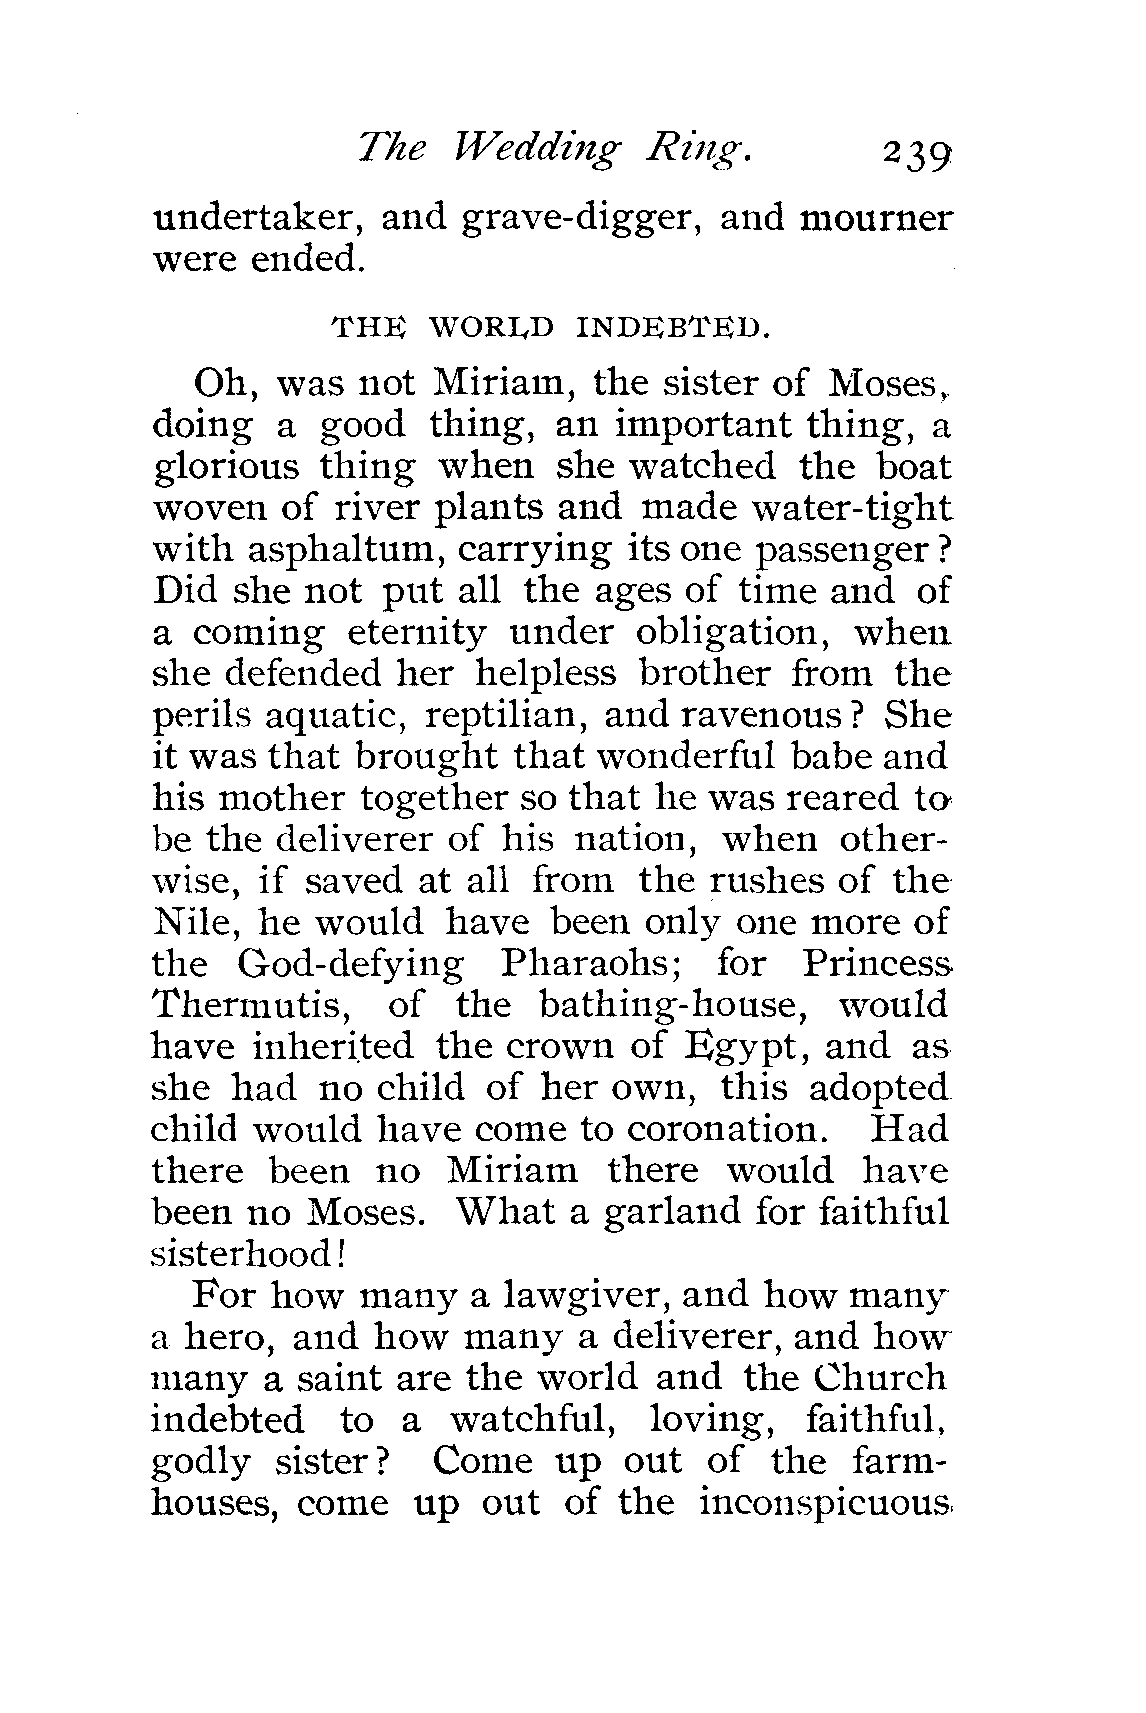 The Wedding Ring. 239
undertaker, and grave-digger, and mourner
were ended.
THE WORLD INDEBTED.
Oh, was not Miriam, the sister of Moses,
doing a good thing, an important thing, a
glorious thing when she watched the boat
woven of river plants and made water-tight
with asphaltum, carrying its one passenger?
Did she not put all the ages of time and of
a coming eternity under obligation, when
she defended her helpless brother from the
perils aquatic, reptilian, and ravenous? She
it was that brought that wonderful babe and
his mother together so that he was reared to
be the deliverer of his nation, when other-
wise, if saved at all from the rushes of the
Nile, he would have been only one more of
the God-defying Pharaohs; for Princess
Thermutis, of the bathing-house, would
have inherited the crown of Egypt, and as
she had no child of her own, this adopted
child would have come to coronation. Had
there been no Miriam there would have
been no Moses. What a garland for faithful
sisterhood!
For how many a lawgiver, and how many
a hero, and how many a deliverer, and how
many a saint are the world and the Church
indebted to a watchful, loving, faithful,
godly sister? Come up out of the farm-
houses, come up out of the inconspicuous